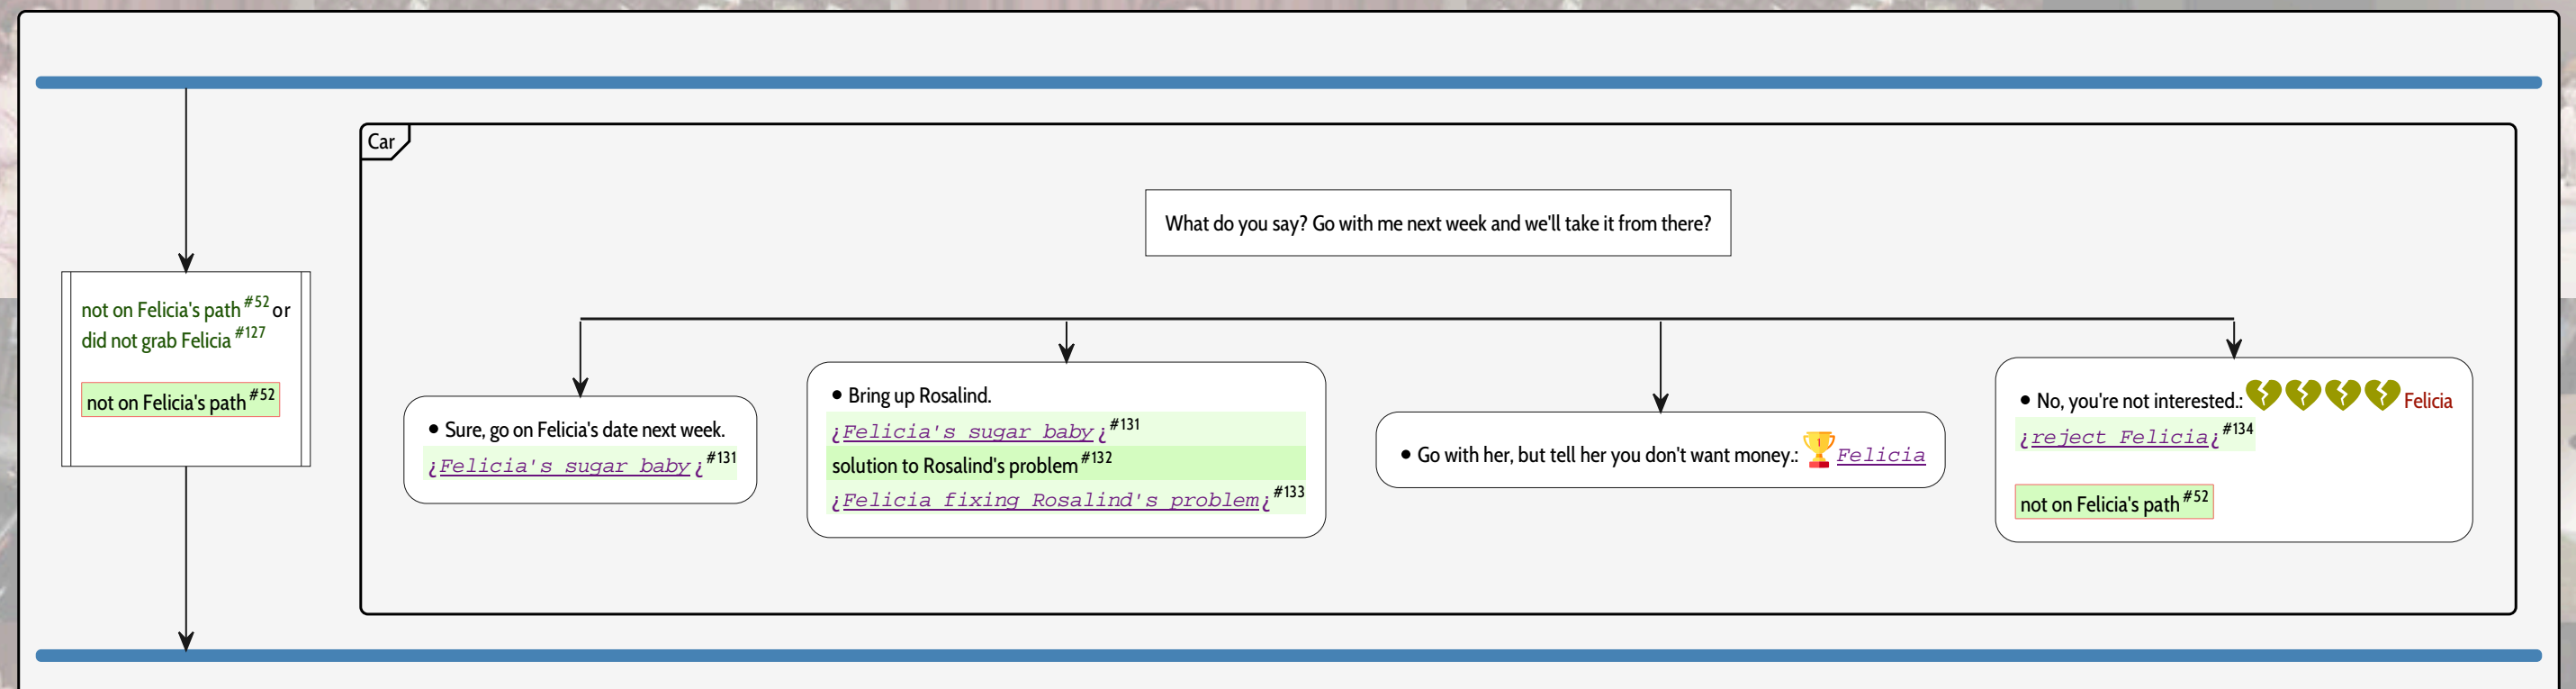 Car
What do you say? Go with me next week and we'll take it from there?
not on Felicia's path #52 or
did not grab Felicia #127
not on Felicia's path #52
• Sure, go on Felicia's date next week.
¿Felicia's sugar baby¿ #131
• Bring up Rosalind.
¿Felicia's sugar baby¿ #131
solution to Rosalind's problem #132
¿Felicia fixing Rosalind's problem¿ #133
• Go with her, but tell her you don't want money.: 🏆 Felicia
• No, you're not interested.: Felicia
¿reject Felicia¿ #134
not on Felicia's path #52